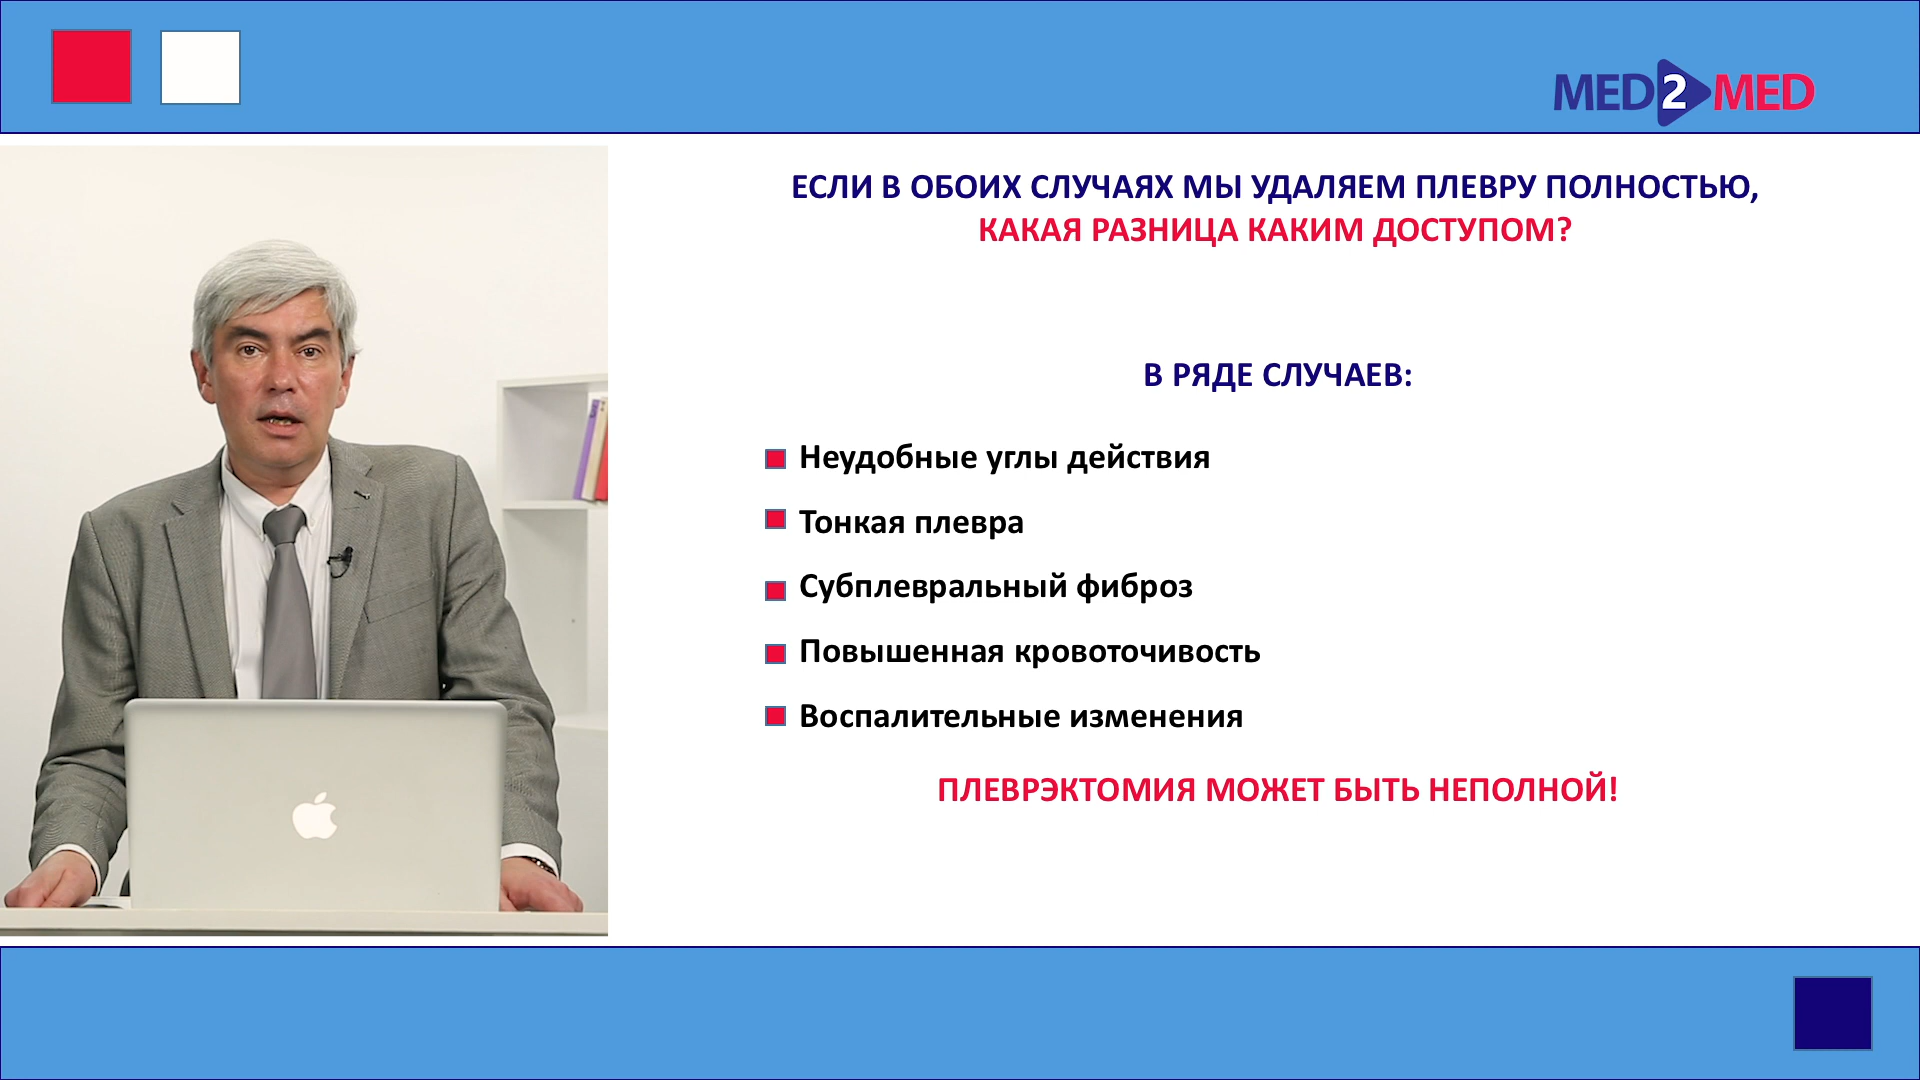 MED2MED
ЕСЛИ В ОБОИХ СЛУЧАЯХ МЫ УДАЛЯЕМ ПЛЕВРУ ПОЛНОСТЬЮ,
КАКАЯ РАЗНИЦА КАКИМ ДОСТУПОМ?
В РЯДЕ СЛУЧАЕВ:
Неудобные углы действия
Тонкая плевра
Субплевральный фиброз
Повышенная кровоточивость
Воспалительные изменения
ПЛЕВРЭКТОМИЯ МОЖЕТ БЫТЬ НЕПОЛНОЙ!